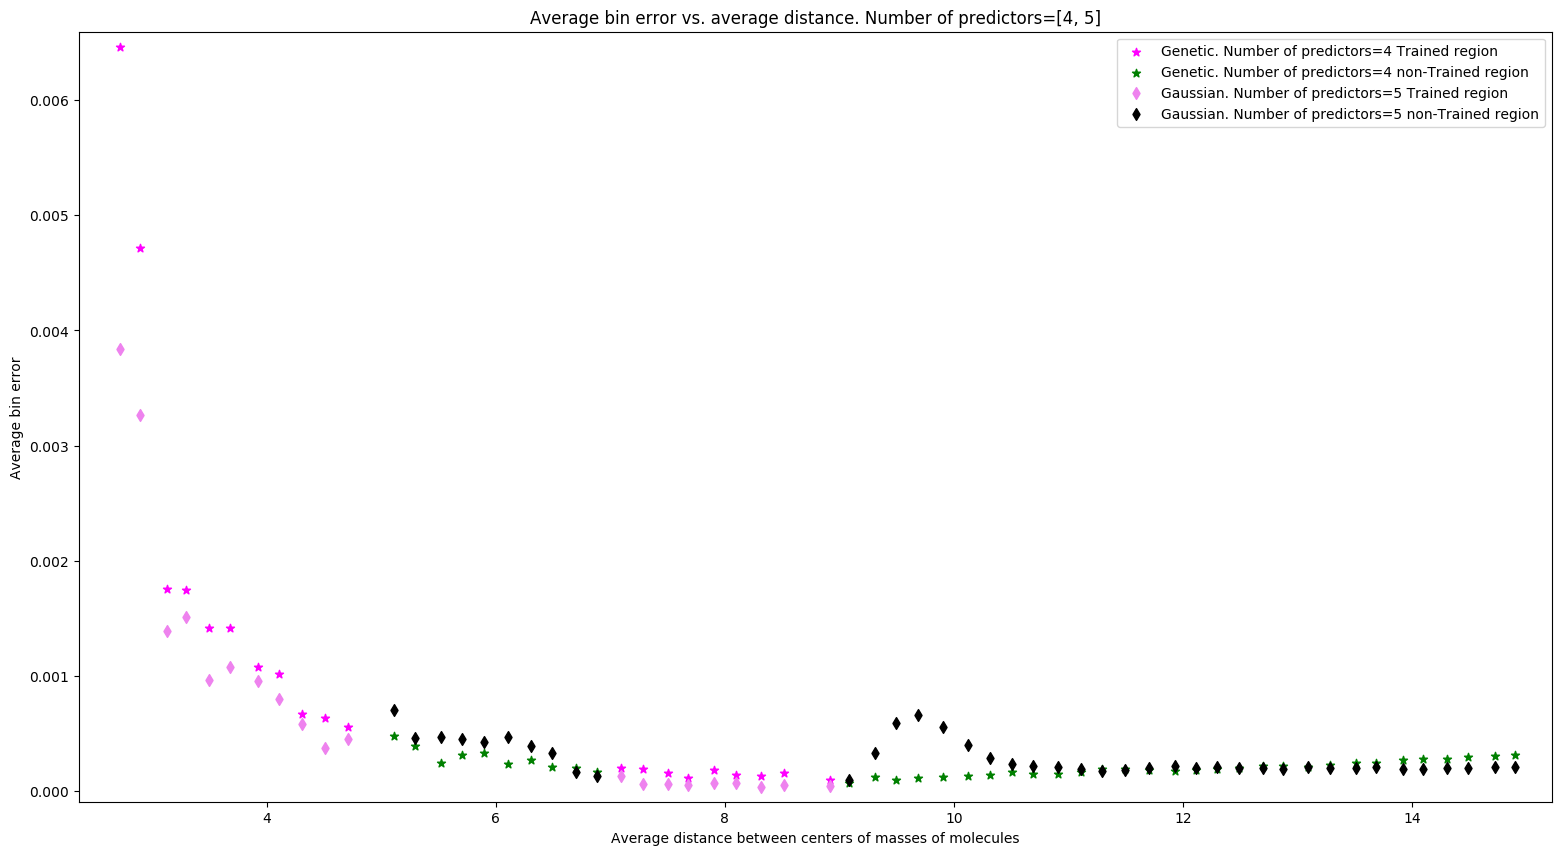 Average bin error vs. average distance. Number of predictors=[4, 5]
Genetic. Number of predictors=4 Trained region
Genetic. Number of predictors=4 non-Trained region
Gaussian. Number of predictors=5 Trained region
Gaussian. Number of predictors=5 non-Trained region
Average bin error
0.006
0.005
0.004
0.003
0.002
0.001
0.000
4
6
8
10
12
14
Average distance between centers of masses of molecules